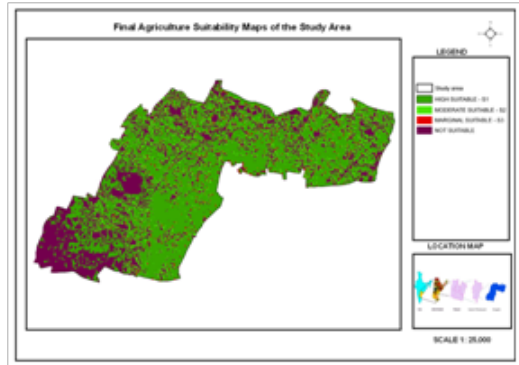 Final Agriculture Suitability Maps of the Study Area
LEGEND
Study area
HIGH SUITABLE - S1
MODERATE SUITABLE - S2
MARGINAL SUITABLE - S3
NOT SUITABLE
LOCATION MAP
SCALE 1: 25,000